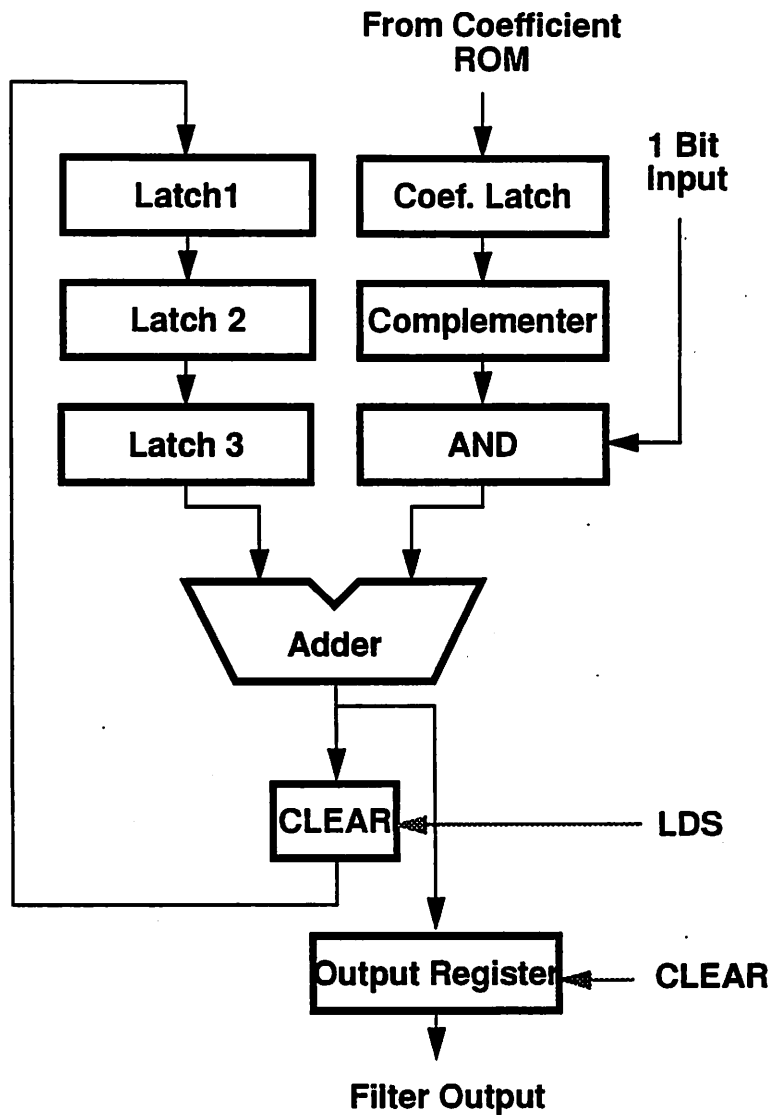 From Coefficient
ROM
1 Bit
Input
Latch1
Coef. Latch
Latch 2
Complementer
Latch 3
AND
Adder
CLEAR
LDS
Output Register
CLEAR
Filter Output